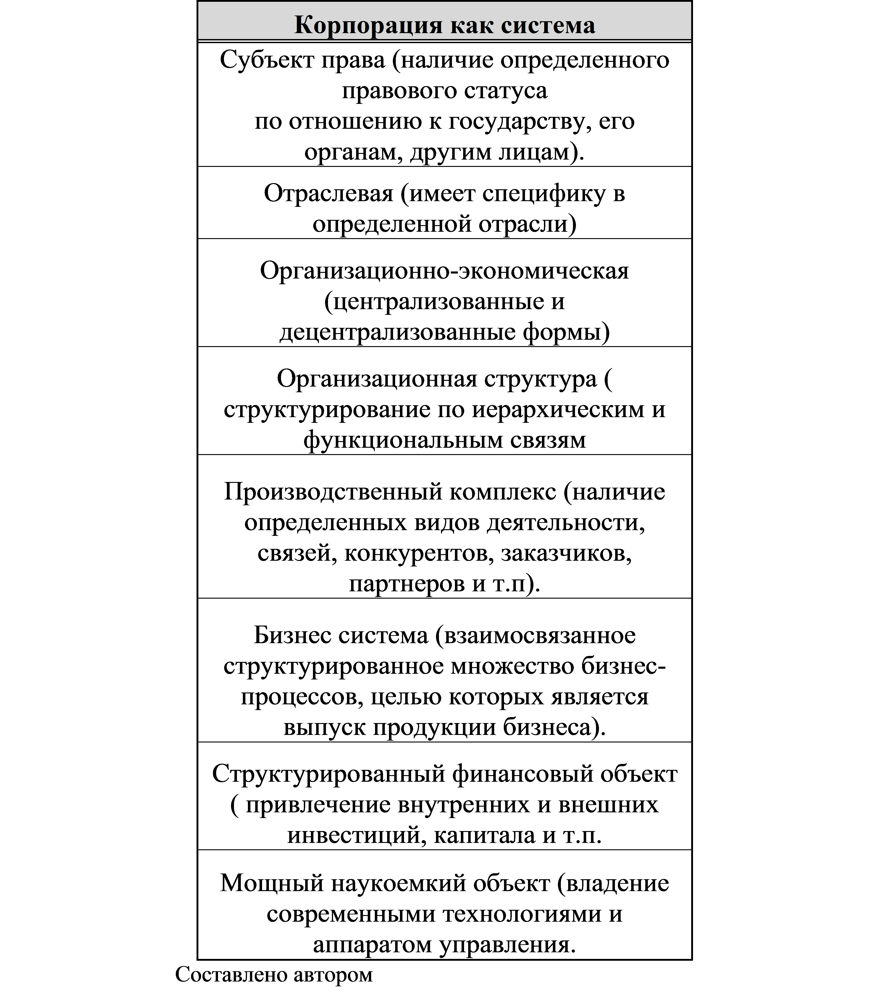 Корпорация как система
Субъект права (наличие определенного
правового статуса
по отношению к государству, его
органам, другим лицам).
Отраслевая (имеет специфику в
определенной отрасли)
Организационно-экономическая
(централизованные и
децентрализованные формы)
Организационная структура (
структурирование по иерархическим и
функциональным связям
Производственный комплекс (наличие
определенных видов деятельности,
связей, конкурентов, заказчиков,
партнеров и т.п).
Бизнес система (взаимосвязанное
структурированное множество бизнес-
процессов, целью которых является
выпуск продукции бизнеса).
Структурированный финансовый объект
( привлечение внутренних и внешних
инвестиций, капитала и т.п.
Мощный наукоемкий объект (владение
современными технологиями и
аппаратом управления.
Составлено автором